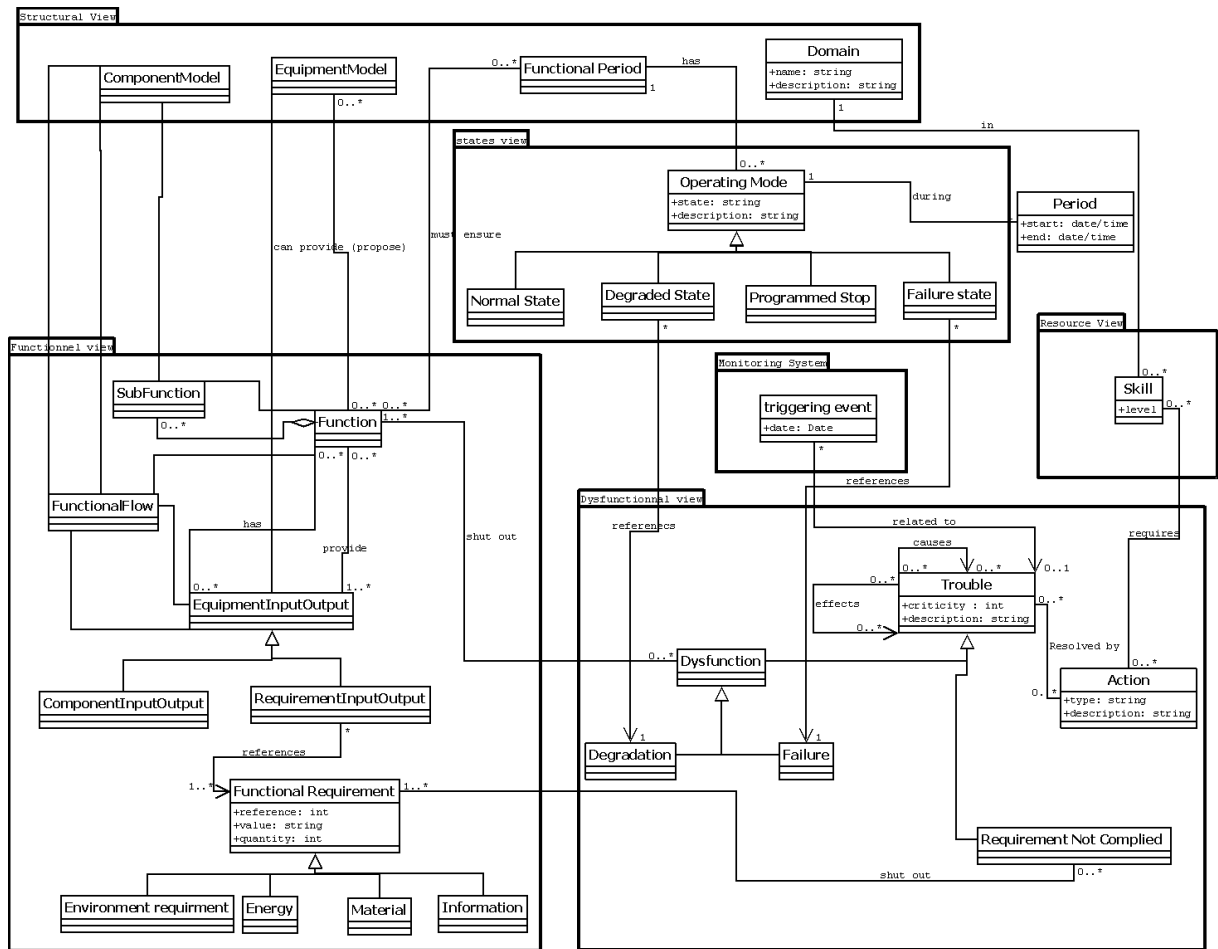 Structural View
ComponentModel
EquipmentModel
0..*
0..*
Functional Period
1
has
Domain
+name: string
+description: string
1
in
states view
0..*
Operating Mode
+state: string
+description: string
1
during
*
Period
+start: date/time
+end: date/time
can provide (propose)
must ensure
Normal State
Degraded State
Programmed Stop
Failure state
*
*
Functionnel view
SubFunction
0..*
0..*
0..*
Function
1..*
0..*
0..*
FunctionalFlow
has
provide
shut out
0..*
1..*
EquipmentInputOutput
ComponentInputOutput
RequirementInputOutput
*
references
1..*
Functional Requirement
+reference: int
+value: string
+quantity: int
1..*
Environment requirment
Energy
Material
Information
Monitoring System
triggering event
+date: Date
*
references
Resource View
0..*
Skill
+level
0..*
requires
Dysfunctionnal view
referenecs
related to
causes
0..*
0..*
0..1
Trouble
+criticity : int
+description: string
0..*
effects
0..*
0..*
Resolved by
0..*
0..*
Action
+type: string
+description: string
0..*
Dysfunction
1
Degradation
1
Failure
Requirement Not Complied
shut out
0..*